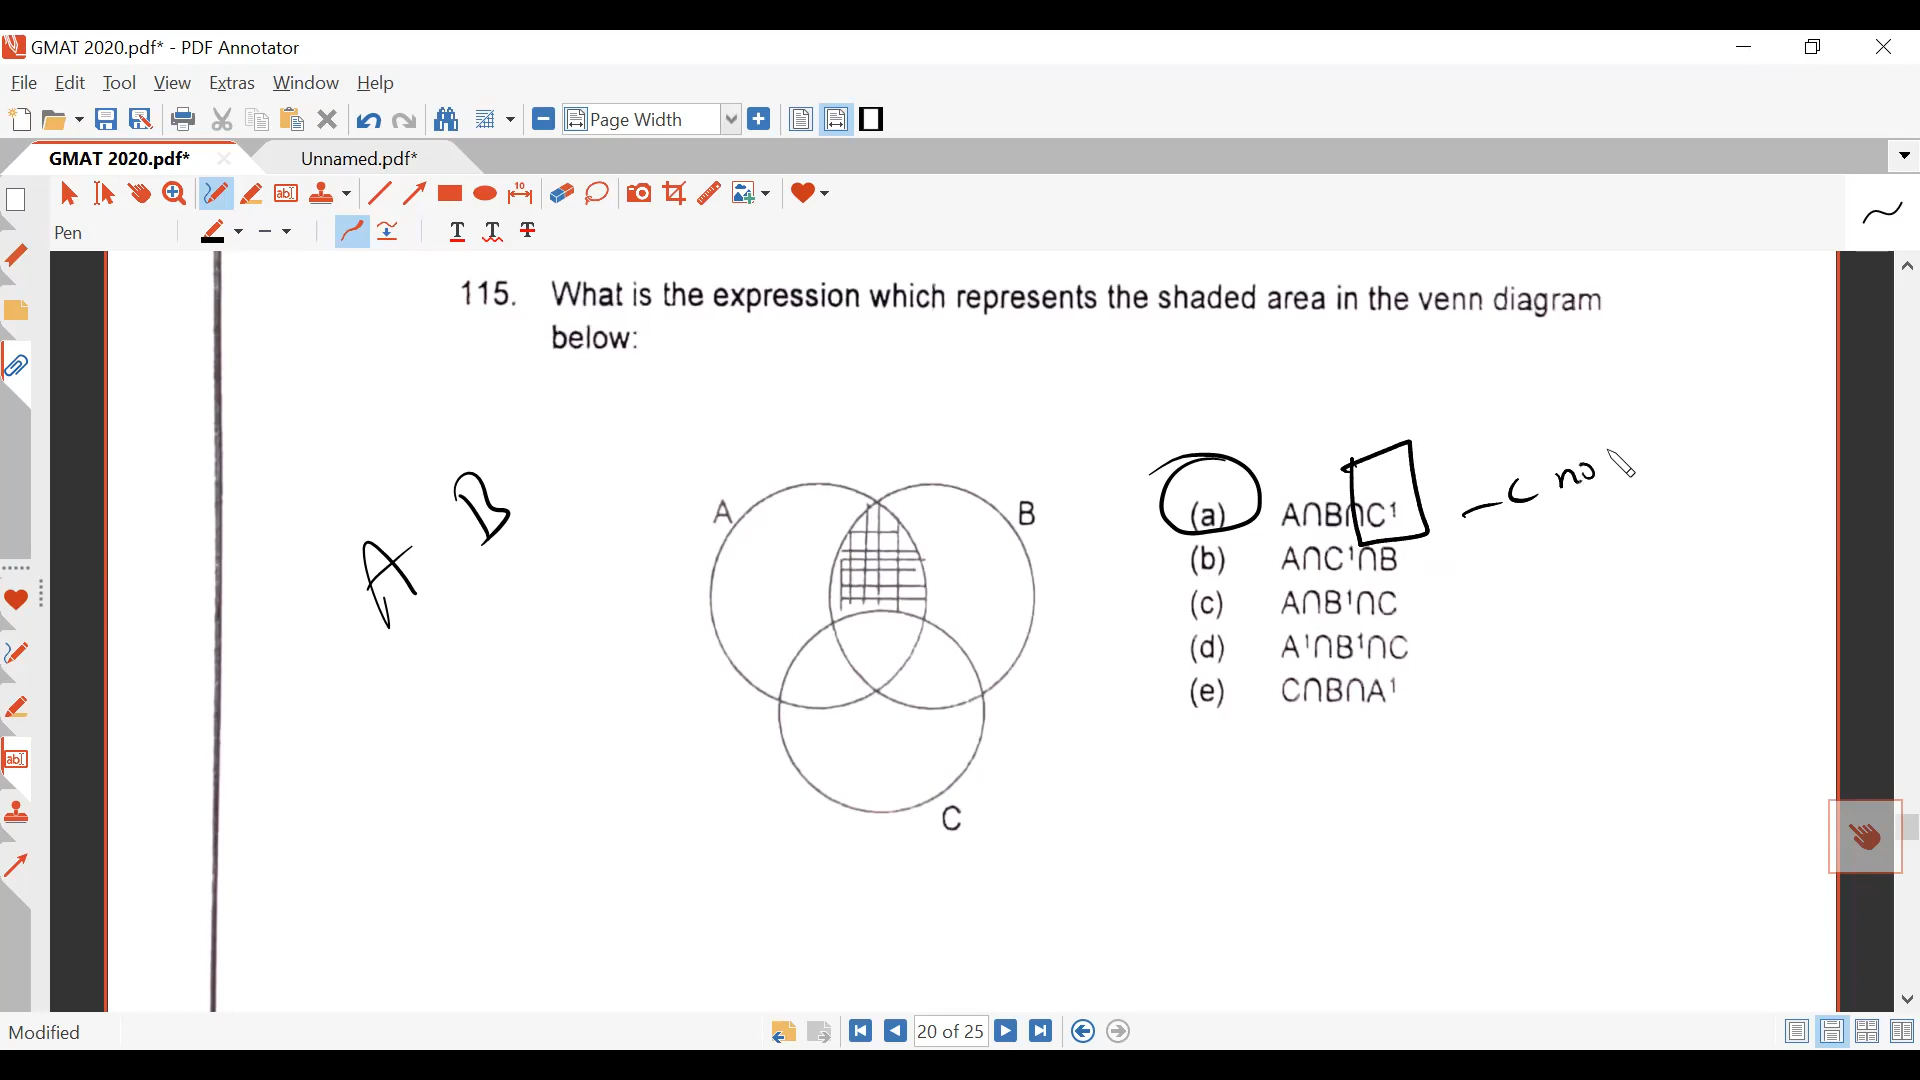 GMAT 2020.pdf* - PDF Annotator
File Edit Tool View Extras Window Help
Page Width
GMAT 2020.pdf* Unnamed.pdf*
Pen
115. What is the expression which represents the shaded area in the venn diagram
below:
A B
A
B
C
(a) A∩B∩C¹
C no
(b) A∩C¹∩B
(c) A∩B¹∩C
(d) A¹∩B¹∩C
(e) C∩B∩A¹
Modified
20 of 25